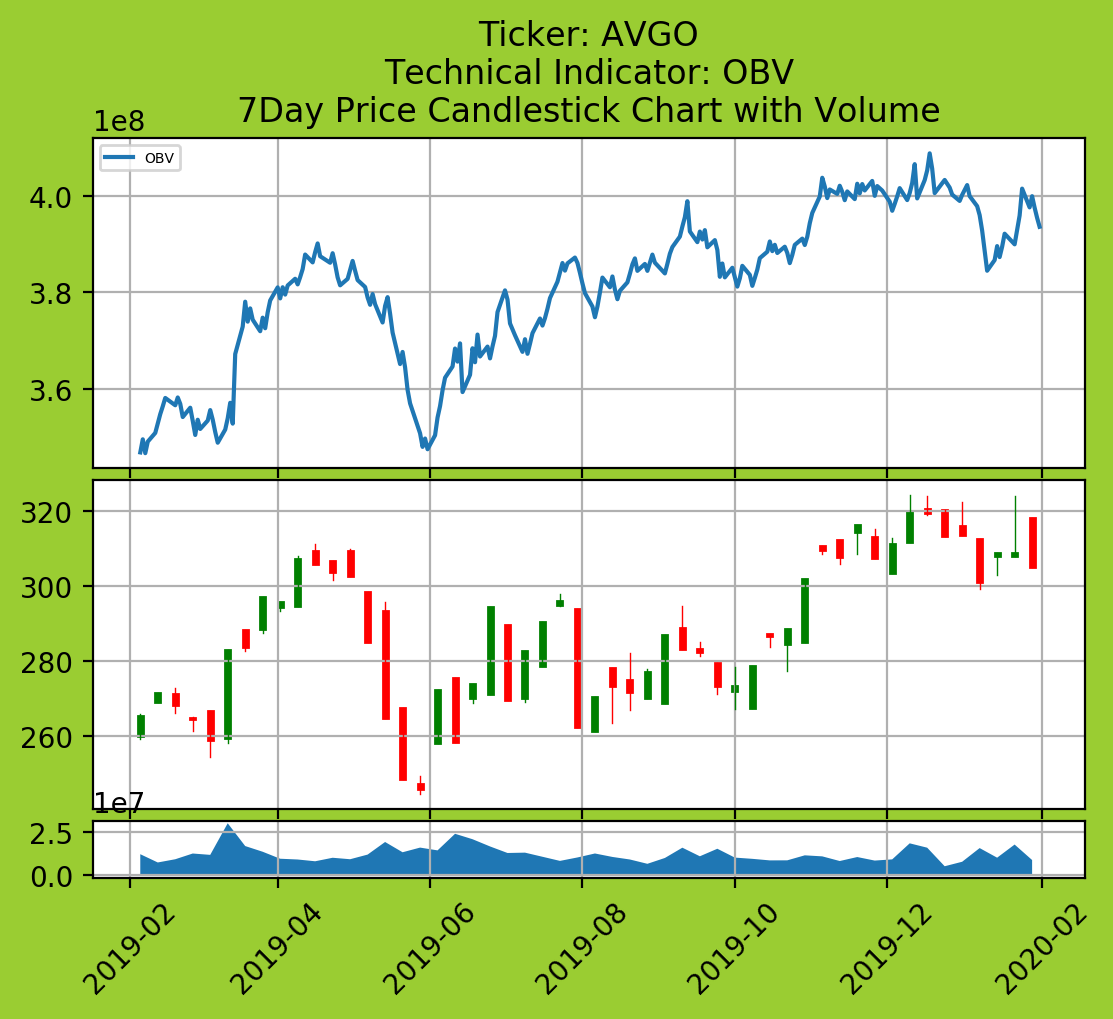 Ticker: AVGO
Technical Indicator: OBV
7Day Price Candlestick Chart with Volume
1e8
OBV
4.0
3.8
3.6
320
300
280
260
1e7
2.5
0.0
2019-02
2019-04
2019-06
2019-08
2019-10
2019-12
2020-02